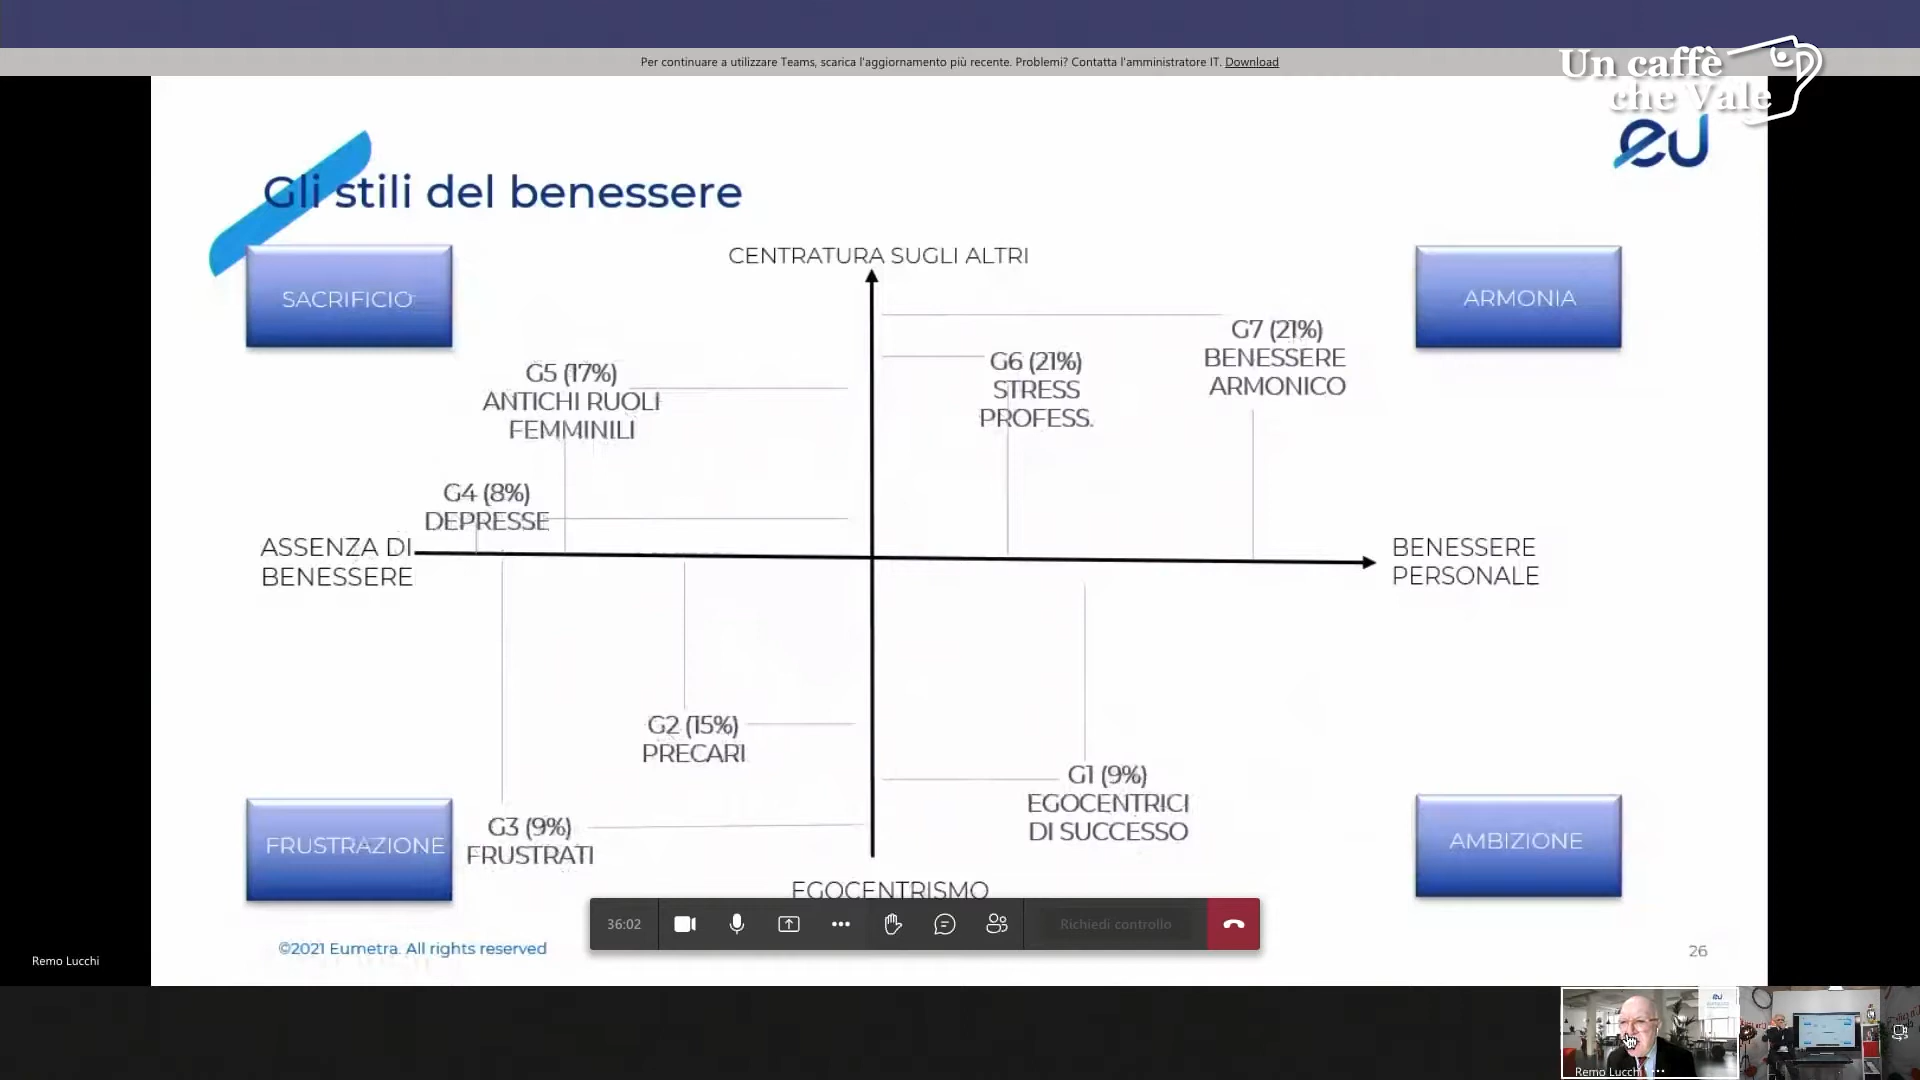 Per continuare a utilizzare Teams, scarica l'aggiornamento più recente. Problemi? Contatta l'amministratore IT. Download
Un caffè
che Vale
eu
Gli stili del benessere
CENTRATURA SUGLI ALTRI
SACRIFICIO
ARMONIA
G7 (21%)
BENESSERE
ARMONICO
G6 (21%)
STRESS
PROFESS.
G5 (17%)
ANTICHI RUOLI
FEMMINILI
G4 (8%)
DEPRESSE
ASSENZA DI
BENESSERE
BENESSERE
PERSONALE
G2 (15%)
PRECARI
G1 (9%)
EGOCENTRICI
DI SUCCESSO
G3 (9%)
FRUSTRATI
FRUSTRAZIONE
AMBIZIONE
EGOCENTRISMO
36:02
Richiedi controllo
©2021 Eumetra. All rights reserved
26
Remo Lucchi
eu
Remo Lucchi